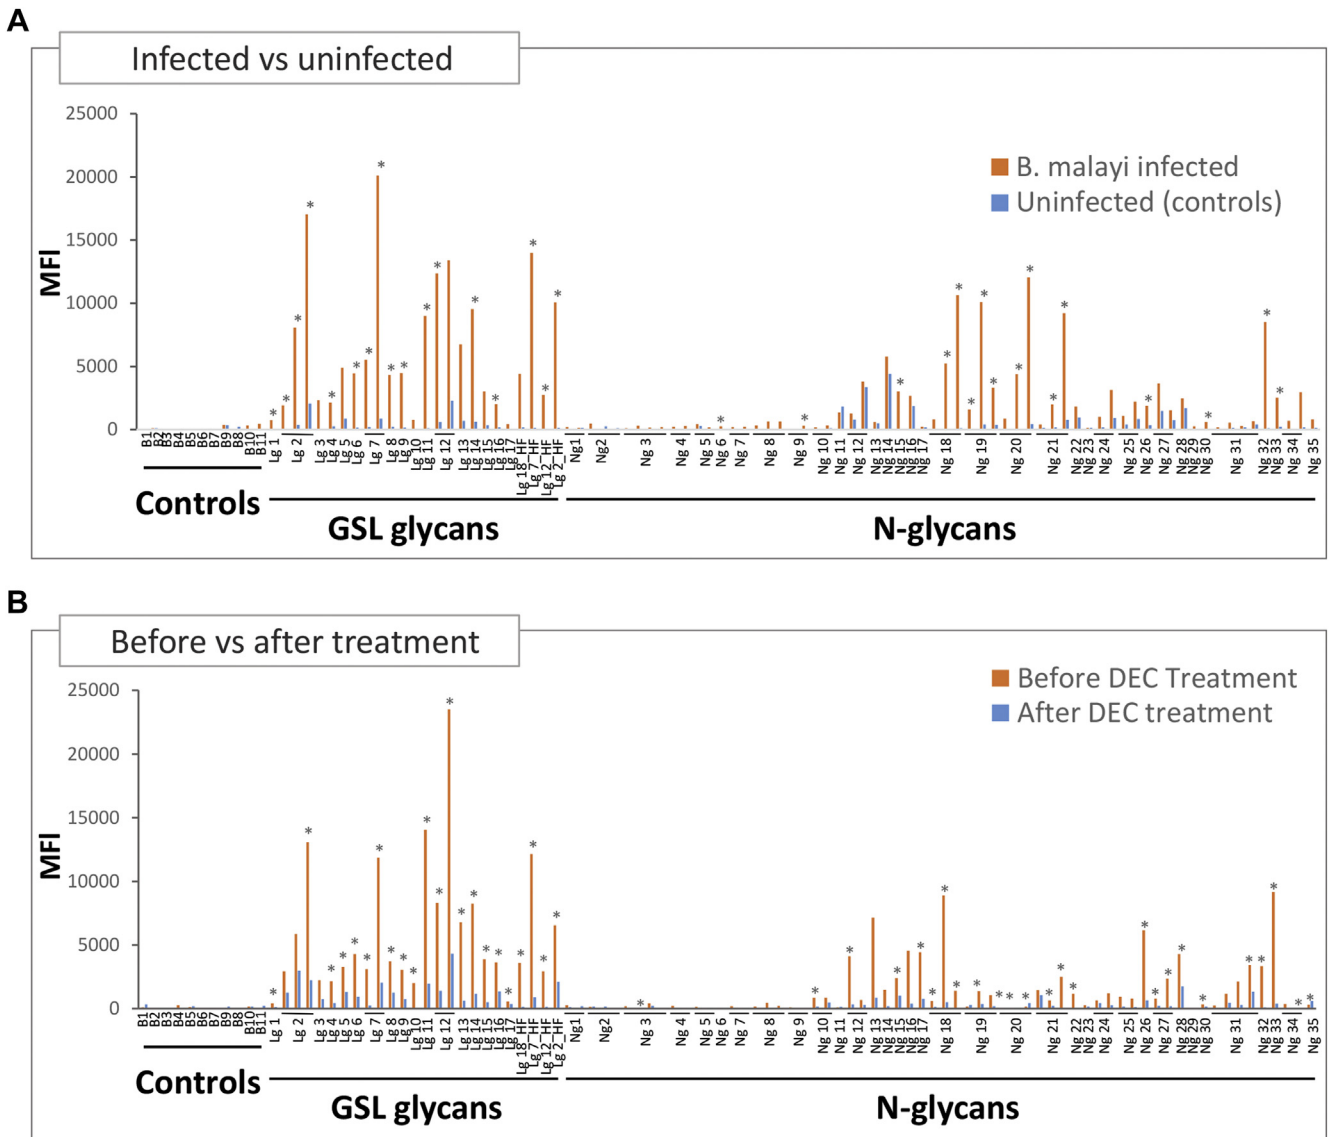 A
Infected vs uninfected
25000
20000
15000
10000
5000
0
MFI
B. malayi infected
Uninfected (controls)
B1 B2 B3 B4 B5 B6 B7 B9 B8 B10 B11 Lg 1 Lg 2 Lg 3 Lg 4 Lg 5 Lg 6 Lg 7 Lg 8 Lg 9 Lg 10 Lg 11 Lg 12 Lg 13 Lg 14 Lg 15 Lg 16 Lg 17 Lg 18_HF Lg 7_HF Lg 12_HF Lg 2_HF Ng1 Ng2 Ng 3 Ng 4 Ng 5 Ng 6 Ng 7 Ng 8 Ng 9 Ng 10 Ng 11 Ng 12 Ng 13 Ng 14 Ng 15 Ng 16 Ng 17 Ng 18 Ng 19 Ng 20 Ng 21 Ng 22 Ng 23 Ng 24 Ng 25 Ng 26 Ng 27 Ng 28 Ng 29 Ng 30 Ng 31 Ng 32 Ng 33 Ng 34 Ng 35
Controls
GSL glycans
N-glycans
B
Before vs after treatment
25000
20000
15000
10000
5000
0
MFI
Before DEC Treatment
After DEC treatment
B1 B2 B3 B4 B5 B6 B7 B9 B8 B10 B11 Lg 1 Lg 2 Lg 3 Lg 4 Lg 5 Lg 6 Lg 7 Lg 8 Lg 9 Lg 10 Lg 11 Lg 12 Lg 13 Lg 14 Lg 15 Lg 16 Lg 17 Lg 18_HF Lg 7_HF Lg 12_HF Lg 2_HF Ng1 Ng2 Ng 3 Ng 4 Ng 5 Ng 6 Ng 7 Ng 8 Ng 9 Ng 10 Ng 11 Ng 12 Ng 13 Ng 14 Ng 15 Ng 16 Ng 17 Ng 18 Ng 19 Ng 20 Ng 21 Ng 22 Ng 23 Ng 24 Ng 25 Ng 26 Ng 27 Ng 28 Ng 29 Ng 30 Ng 31 Ng 32 Ng 33 Ng 34 Ng 35
Controls
GSL glycans
N-glycans